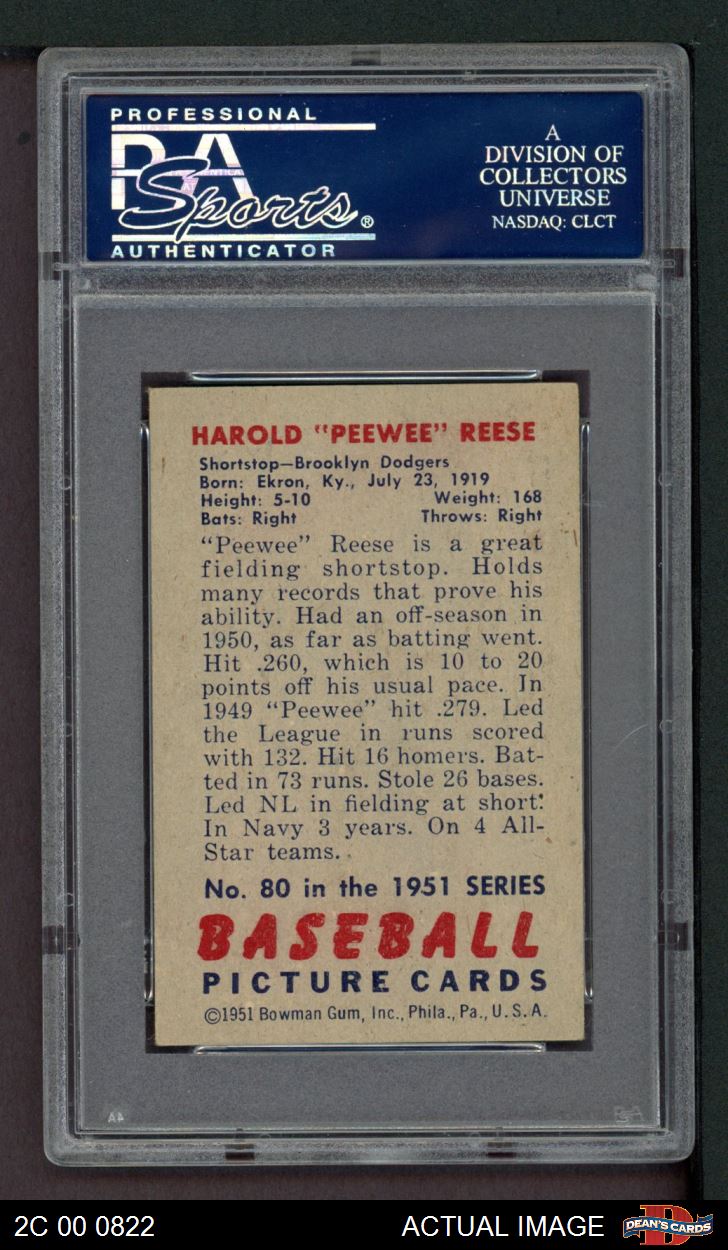 PROFESSIONAL
PSA
Sports®
AUTHENTICATOR
A
DIVISION OF
COLLECTORS
UNIVERSE
NASDAQ: CLCT
HAROLD "PEEWEE" REESE
Shortstop—Brooklyn Dodgers
Born: Ekron, Ky., July 23, 1919
Height: 5-10 Weight: 168
Bats: Right Throws: Right
"Peewee" Reese is a great
fielding shortstop. Holds
many records that prove his
ability. Had an off-season in
1950, as far as batting went.
Hit .260, which is 10 to 20
points off his usual pace. In
1949 "Peewee" hit .279. Led
the League in runs scored
with 132. Hit 16 homers. Bat-
ted in 73 runs. Stole 26 bases.
Led NL in fielding at short.
In Navy 3 years. On 4 All-
Star teams.
No. 80 in the 1951 SERIES
BASEBALL
PICTURE CARDS
©1951 Bowman Gum, Inc., Phila., Pa., U.S.A.
2C 00 0822
ACTUAL IMAGE
DEAN'S CARDS